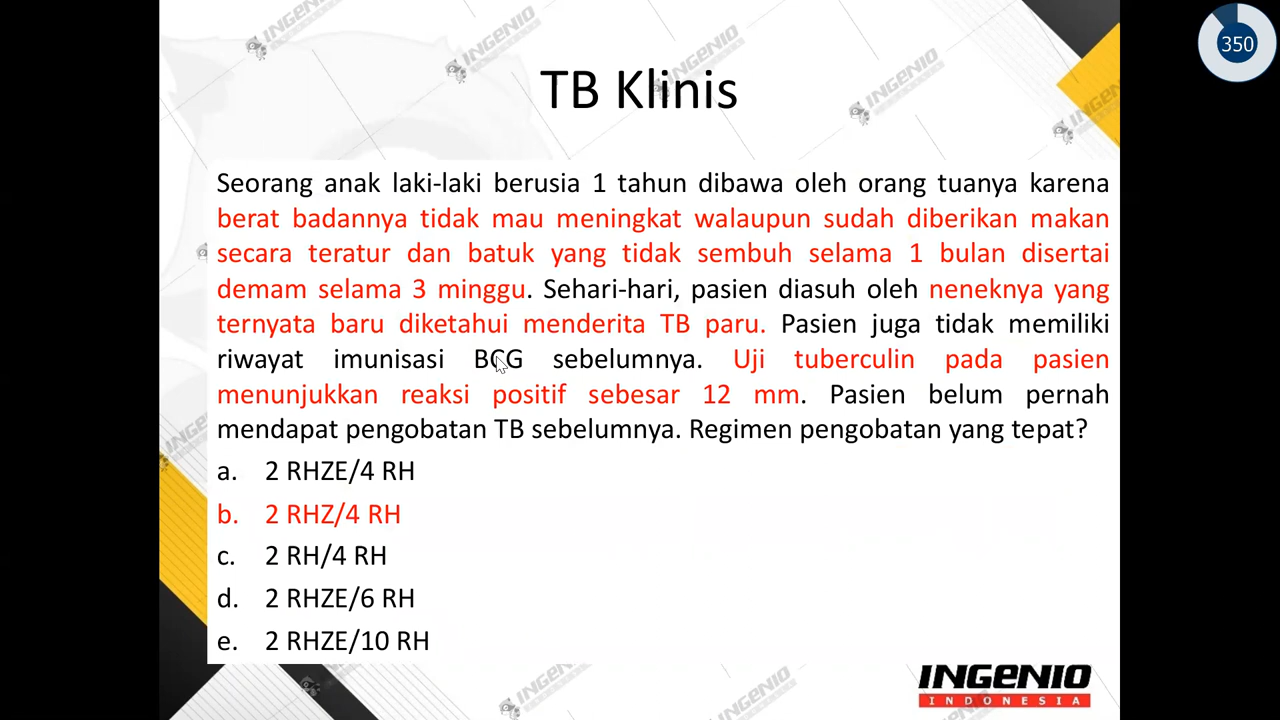 350
INGENIO
INGENIO
INGENIO
INGENIO
INGENIO
TB Klinis
Seorang anak laki-laki berusia 1 tahun dibawa oleh orang tuanya karena
berat badannya tidak mau meningkat walaupun sudah diberikan makan
secara teratur dan batuk yang tidak sembuh selama 1 bulan disertai
demam selama 3 minggu. Sehari-hari, pasien diasuh oleh neneknya yang
ternyata baru diketahui menderita TB paru. Pasien juga tidak memiliki
riwayat imunisasi BCG sebelumnya. Uji tuberculin pada pasien
menunjukkan reaksi positif sebesar 12 mm. Pasien belum pernah
mendapat pengobatan TB sebelumnya. Regimen pengobatan yang tepat?
a. 2 RHZE/4 RH
b. 2 RHZ/4 RH
c. 2 RH/4 RH
d. 2 RHZE/6 RH
e. 2 RHZE/10 RH
INGENIO
INDONESIA